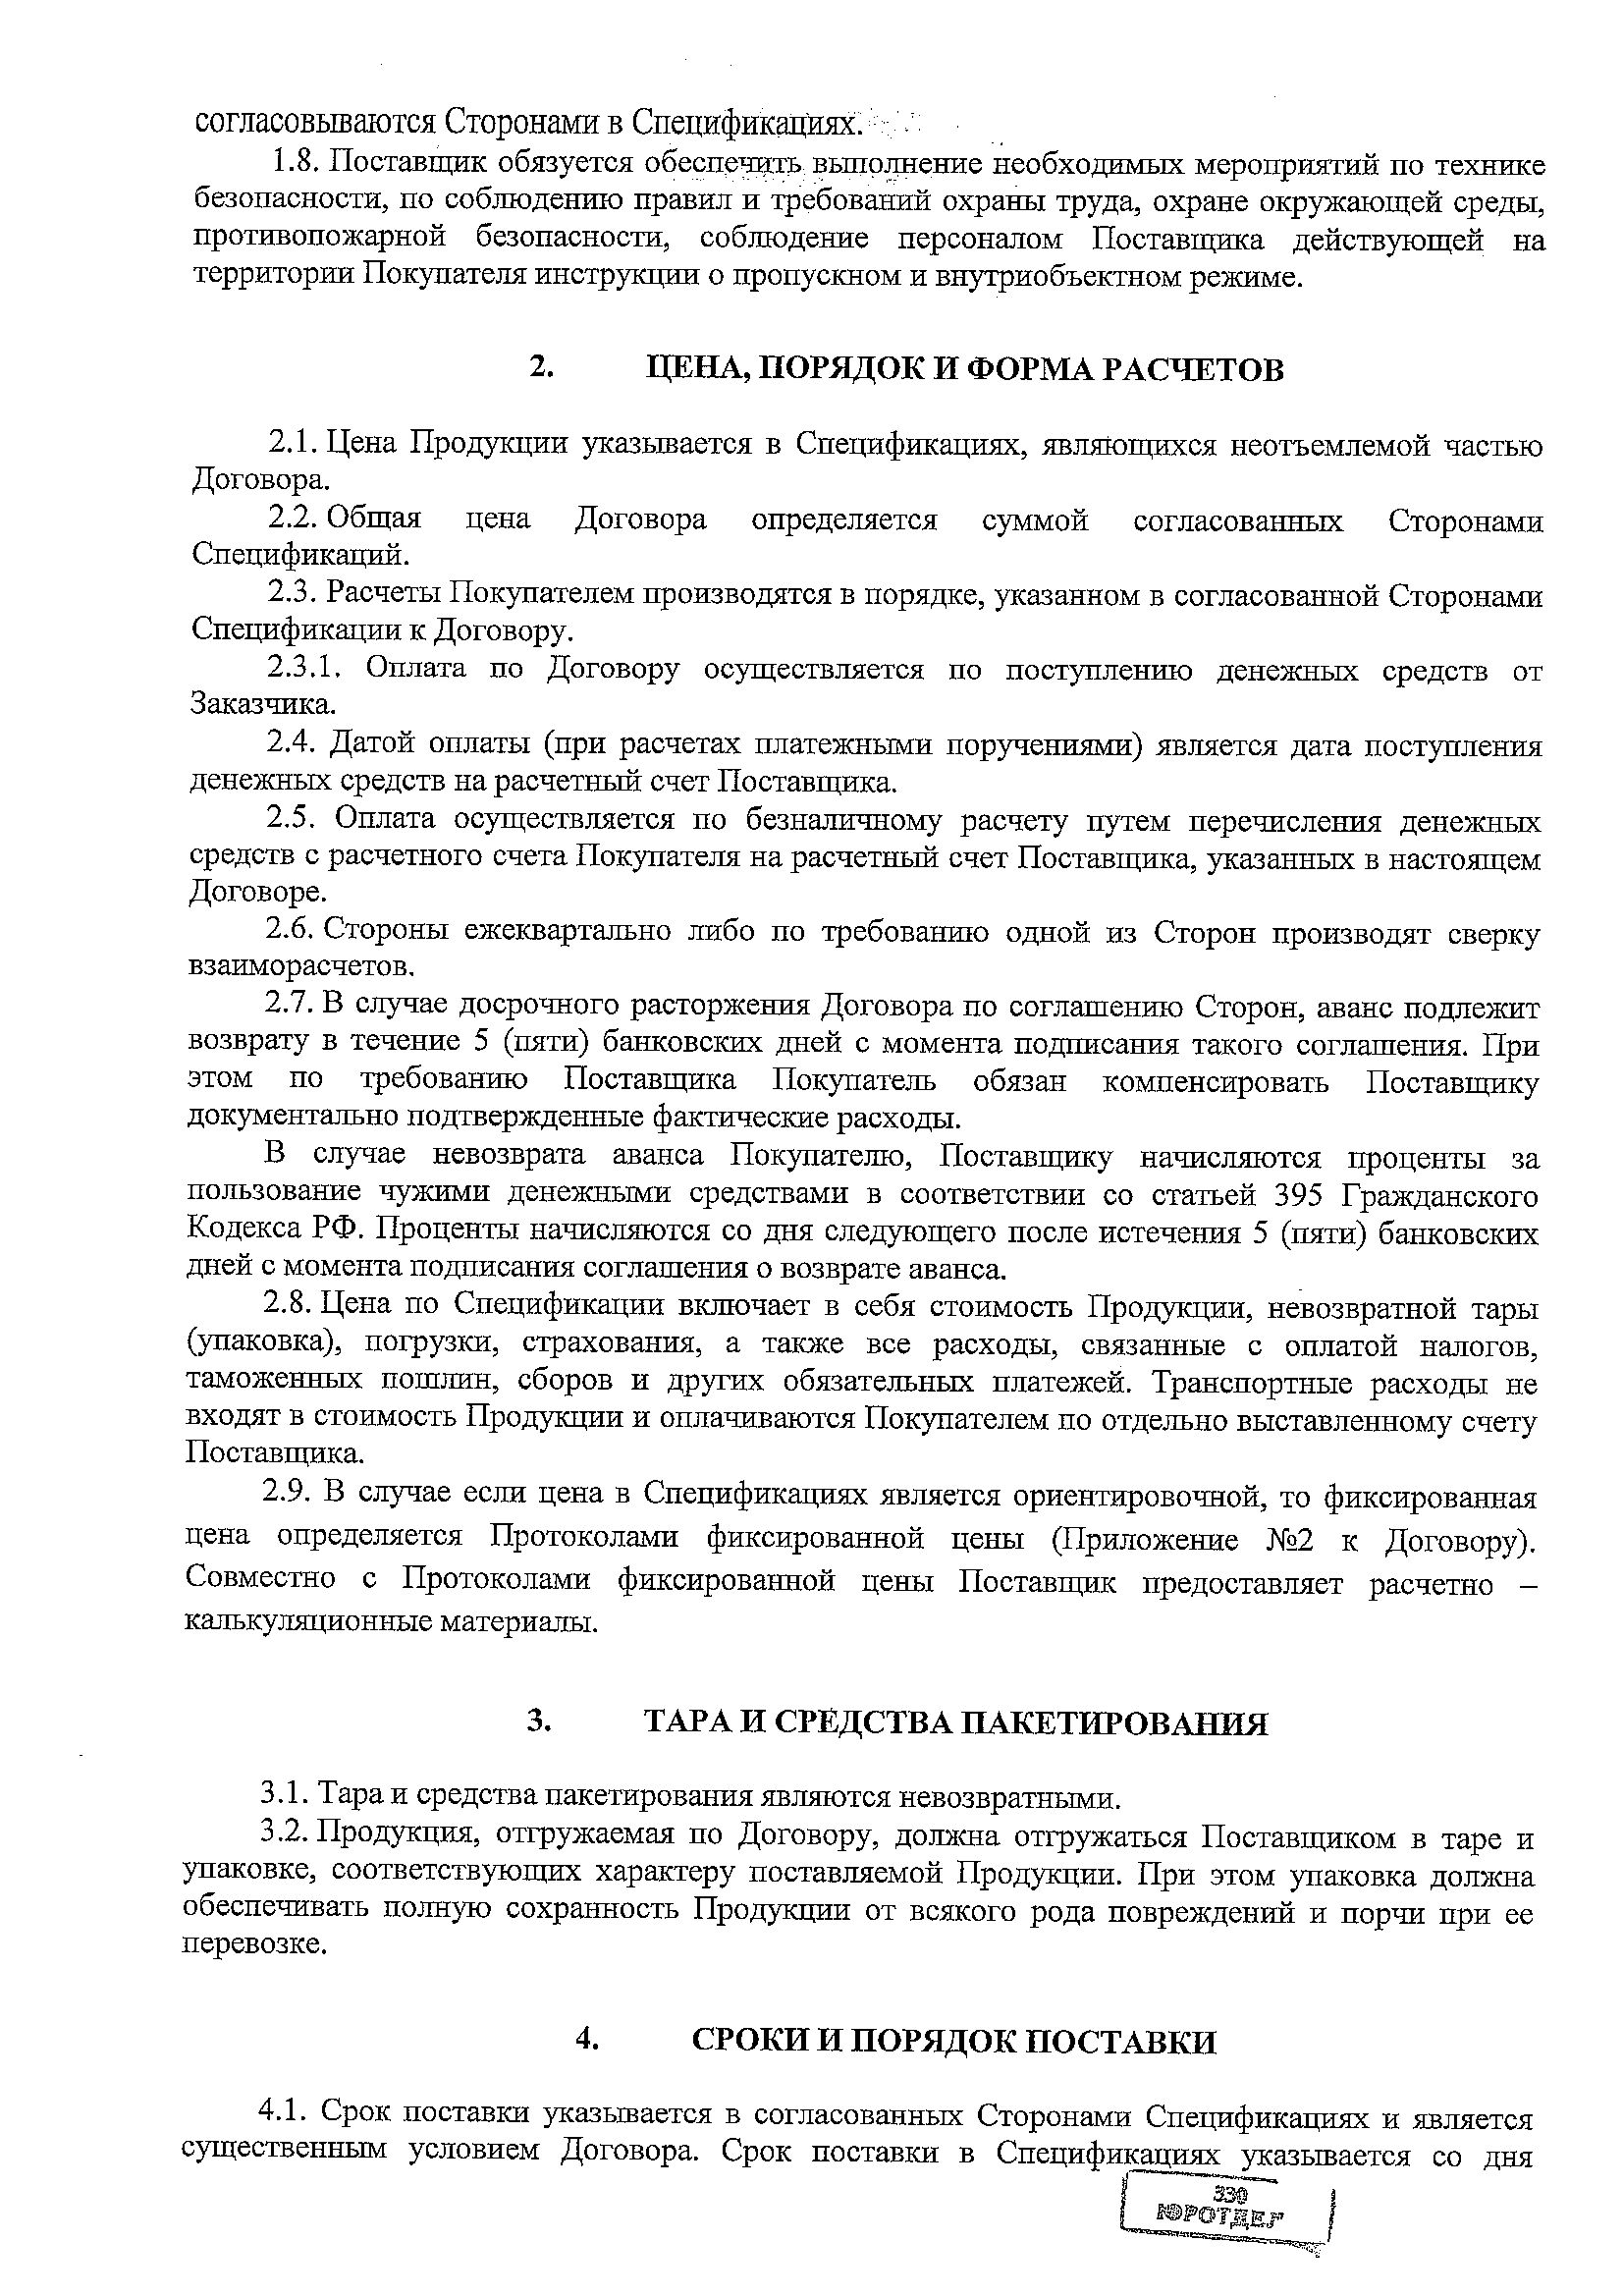 согласовываются Сторонами в Спецификациях.
1.8. Поставщик обязуется обеспечить выполнение необходимых мероприятий по технике
безопасности, по соблюдению правил и требований охраны труда, охране окружающей среды,
противопожарной безопасности, соблюдение персоналом Поставщика действующей на
территории Покупателя инструкции о пропускном и внутриобъектном режиме.
2. ЦЕНА, ПОРЯДОК И ФОРМА РАСЧЕТОВ
2.1. Цена Продукции указывается в Спецификациях, являющихся неотъемлемой частью
Договора.
2.2. Общая цена Договора определяется суммой согласованных Сторонами
Спецификаций.
2.3. Расчеты Покупателем производятся в порядке, указанном в согласованной Сторонами
Спецификации к Договору.
2.3.1. Оплата по Договору осуществляется по поступлению денежных средств от
Заказчика.
2.4. Датой оплаты (при расчетах платежными поручениями) является дата поступления
денежных средств на расчетный счет Поставщика.
2.5. Оплата осуществляется по безналичному расчету путем перечисления денежных
средств с расчетного счета Покупателя на расчетный счет Поставщика, указанных в настоящем
Договоре.
2.6. Стороны ежеквартально либо по требованию одной из Сторон производят сверку
взаиморасчетов.
2.7. В случае досрочного расторжения Договора по соглашению Сторон, аванс подлежит
возврату в течение 5 (пяти) банковских дней с момента подписания такого соглашения. При
этом по требованию Поставщика Покупатель обязан компенсировать Поставщику
документально подтвержденные фактические расходы.
В случае невозврата аванса Покупателю, Поставщику начисляются проценты за
пользование чужими денежными средствами в соответствии со статьей 395 Гражданского
Кодекса РФ. Проценты начисляются со дня следующего после истечения 5 (пяти) банковских
дней с момента подписания соглашения о возврате аванса.
2.8. Цена по Спецификации включает в себя стоимость Продукции, невозвратной тары
(упаковка), погрузки, страхования, а также все расходы, связанные с оплатой налогов,
таможенных пошлин, сборов и других обязательных платежей. Транспортные расходы не
входят в стоимость Продукции и оплачиваются Покупателем по отдельно выставленному счету
Поставщика.
2.9. В случае если цена в Спецификациях является ориентировочной, то фиксированная
цена определяется Протоколами фиксированной цены (Приложение №2 к Договору).
Совместно с Протоколами фиксированной цены Поставщик предоставляет расчетно –
калькуляционные материалы.
3. ТАРА И СРЕДСТВА ПАКЕТИРОВАНИЯ
3.1. Тара и средства пакетирования являются невозвратными.
3.2. Продукция, отгружаемая по Договору, должна отгружаться Поставщиком в таре и
упаковке, соответствующих характеру поставляемой Продукции. При этом упаковка должна
обеспечивать полную сохранность Продукции от всякого рода повреждений и порчи при ее
перевозке.
4. СРОКИ И ПОРЯДОК ПОСТАВКИ
4.1. Срок поставки указывается в согласованных Сторонами Спецификациях и является
существенным условием Договора. Срок поставки в Спецификациях указывается со дня
330
ЮРОТДЕЛ